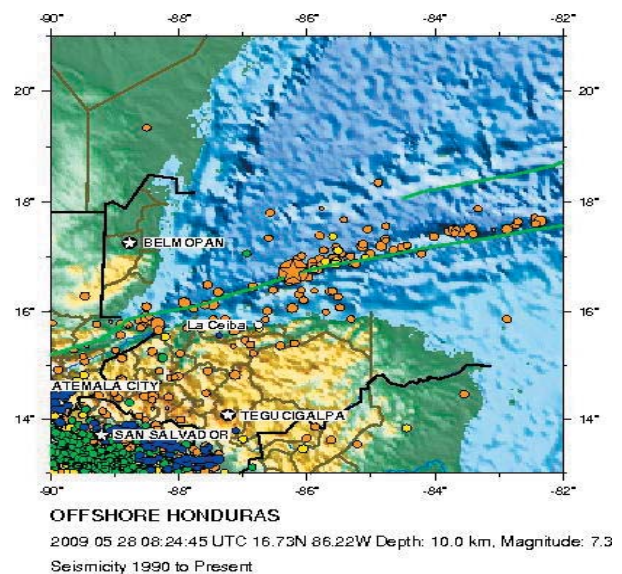 -90° -88° -86° -84° -82°
20° 20°
18° 18°
BELMOPAN
16° 16°
La Ceiba
ATEMALA CITY
14° TEGUCIGALPA 14°
SAN SALVADOR
-90° -88° -86° -84° -82°
OFFSHORE HONDURAS
2009 05 28 08:24:45 UTC 16.73N 86.22W Depth: 10.0 km, Magnitude: 7.3
Seismicity 1990 to Present